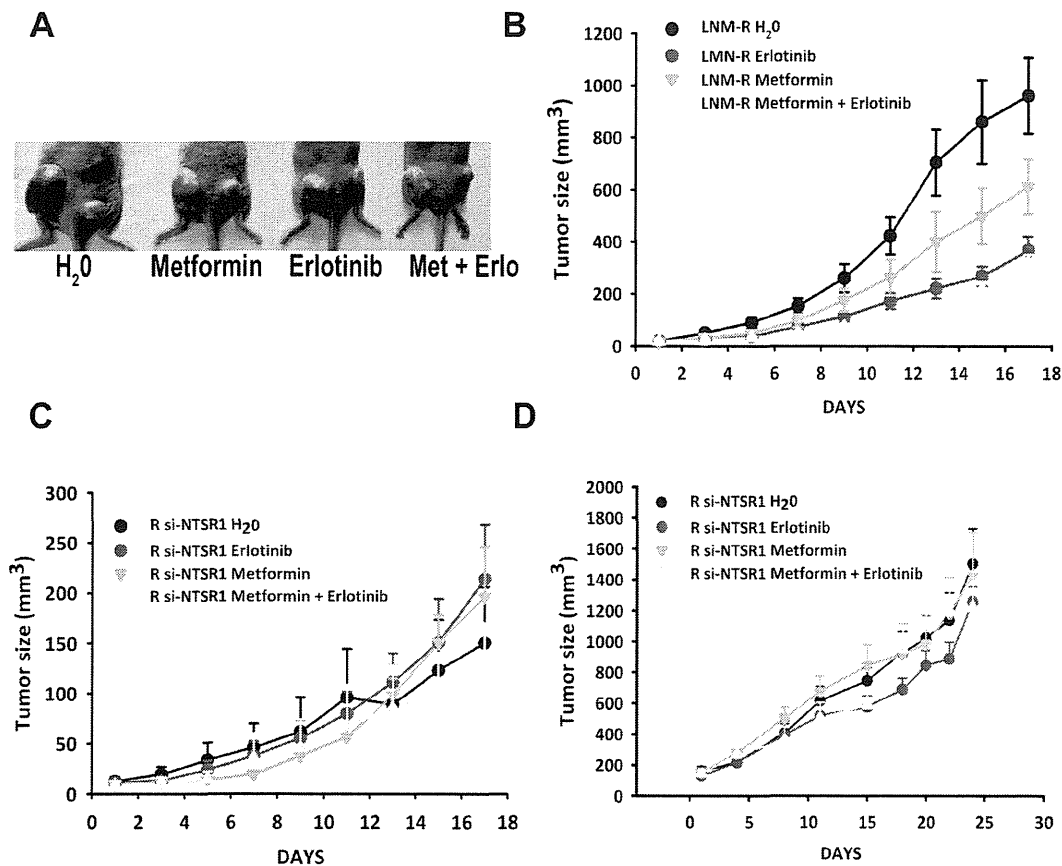 A
H20 Metformin Erlotinib Met + Erlo
B
LNM-R H20
LMN-R Erlotinib
LNM-R Metformin
LNM-R Metformin + Erlotinib
Tumor size (mm3)
1200
1000
800
600
400
200
0
0 2 4 6 8 10 12 14 16 18
DAYS
C
R si-NTSR1 H20
R si-NTSR1 Erlotinib
R si-NTSR1 Metformin
R si-NTSR1 Metformin + Erlotinib
Tumor size (mm3)
300
250
200
150
100
50
0
0 2 4 6 8 10 12 14 16 18
DAYS
D
R si-NTSR1 H20
R si-NTSR1 Erlotinib
R si-NTSR1 Metformin
R si-NTSR1 Metformin + Erlotinib
Tumor size (mm3)
2000
1800
1600
1400
1200
1000
800
600
400
200
0
0 5 10 15 20 25 30
DAYS